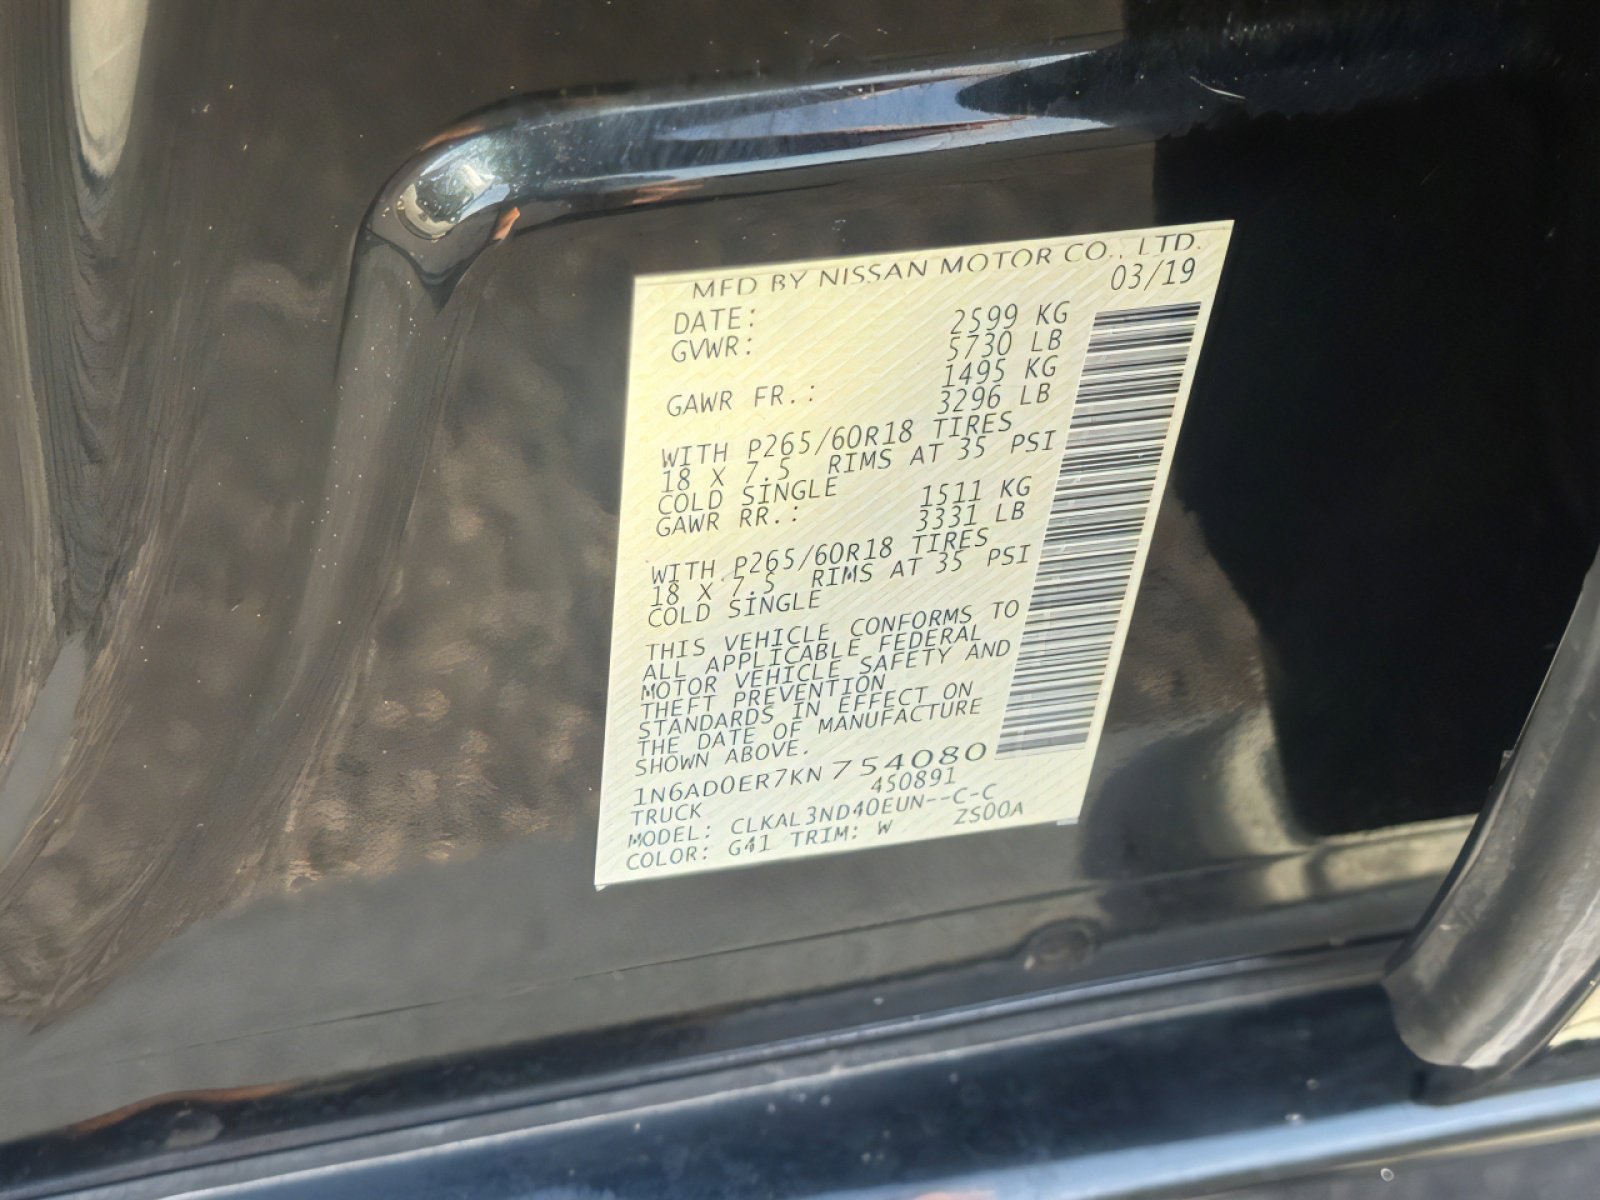 MFD BY NISSAN MOTOR CO., LTD.
DATE: 03/19
GVWR: 2599 KG
5730 LB
GAWR FR.: 1495 KG
3296 LB
WITH P265/60R18 TIRES
18 X 7.5 RIMS AT 35 PSI
COLD SINGLE
GAWR RR.: 1511 KG
3331 LB
WITH P265/60R18 TIRES
18 X 7.5 RIMS AT 35 PSI
COLD SINGLE
THIS VEHICLE CONFORMS TO
ALL APPLICABLE FEDERAL
MOTOR VEHICLE SAFETY AND
THEFT PREVENTION
STANDARDS IN EFFECT ON
THE DATE OF MANUFACTURE
SHOWN ABOVE.
1N6AD0ER7KN754080
TRUCK 450891
MODEL: CLKAL3ND40EUN--C-C
COLOR: G41 TRIM: W ZS00A